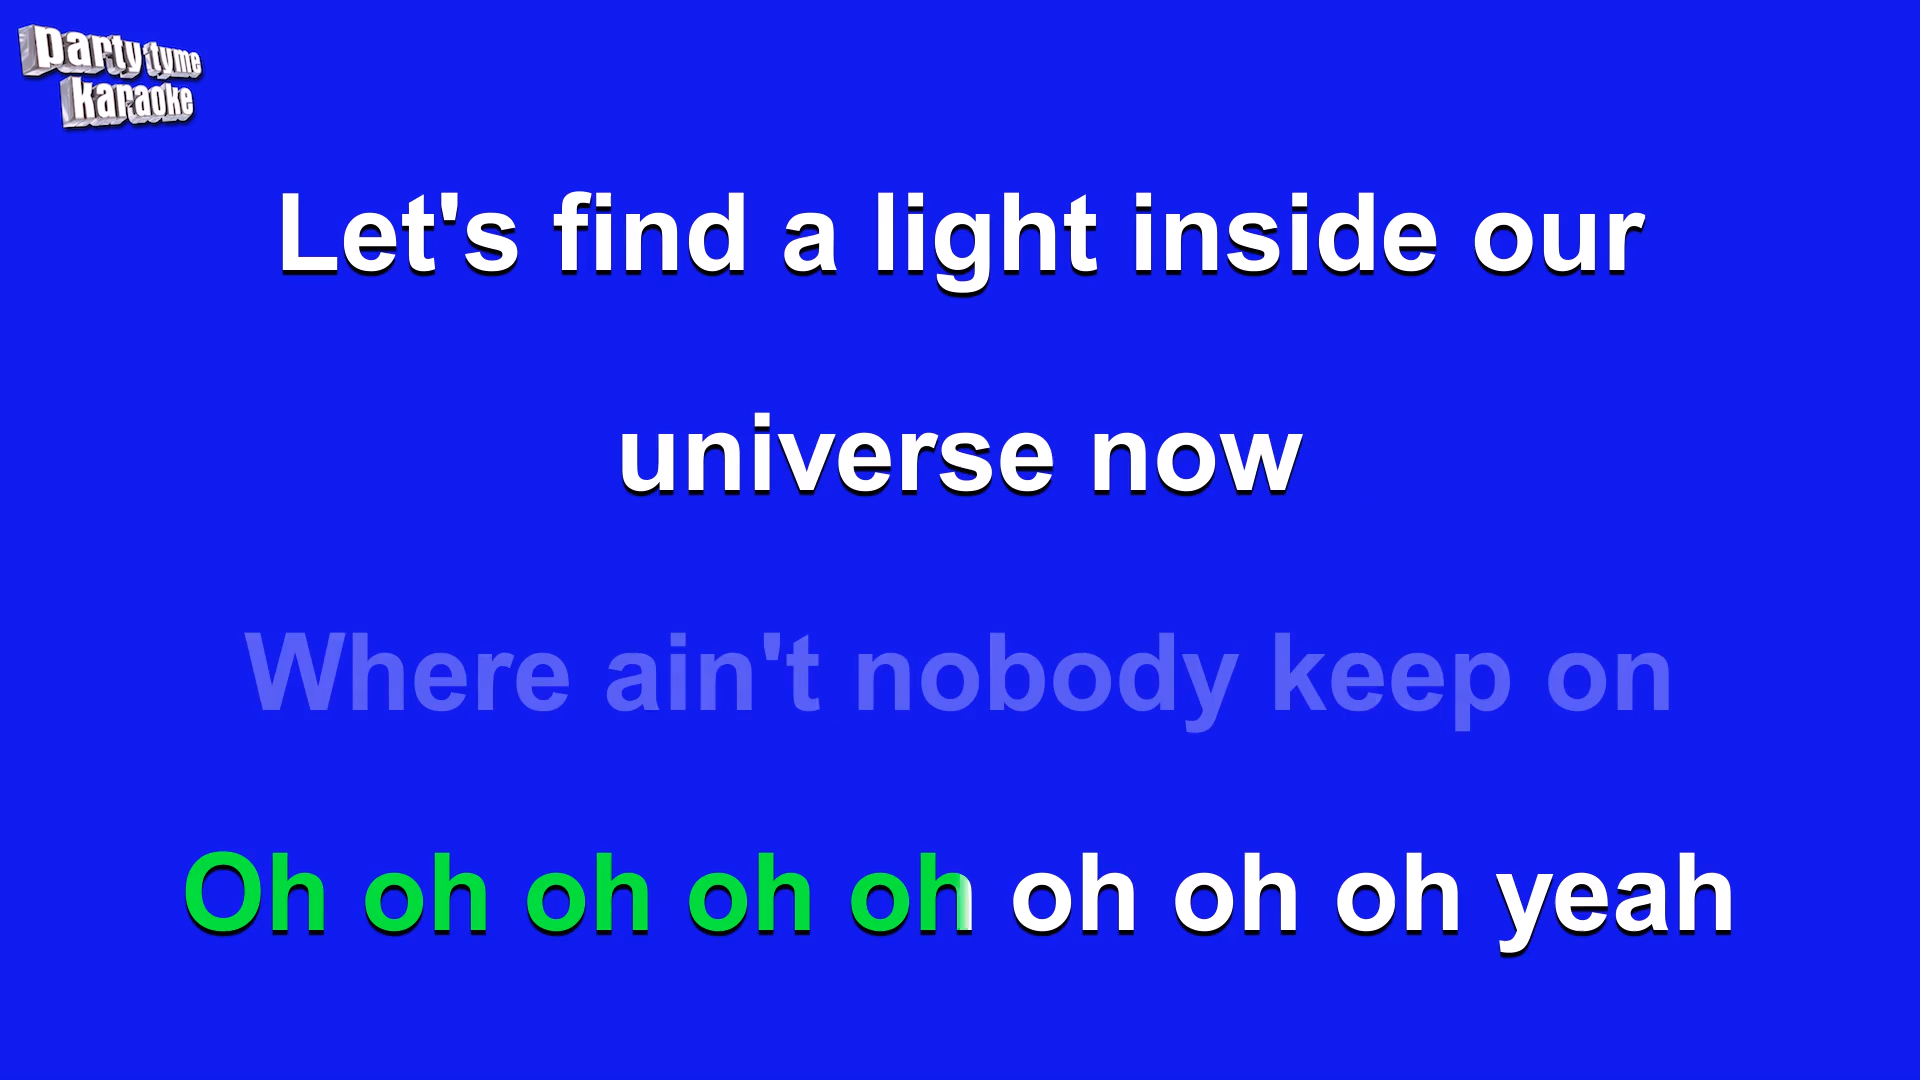 party tyme
karaoke
Let's find a light inside our
universe now
Where ain't nobody keep on
Oh oh oh oh oh oh oh oh yeah